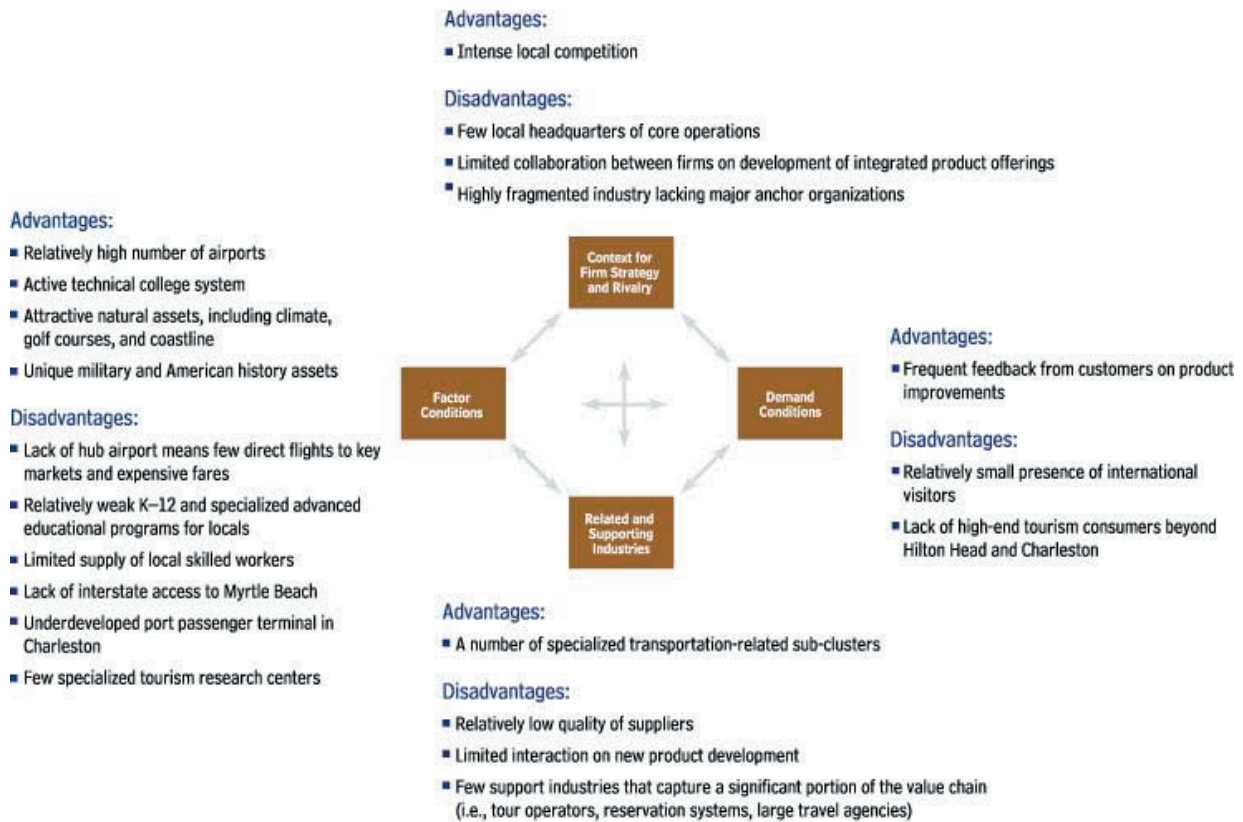 Advantages:
▪ Intense local competition
Disadvantages:
▪ Few local headquarters of core operations
▪ Limited collaboration between firms on development of integrated product offerings
▪ Highly fragmented industry lacking major anchor organizations
Advantages:
▪ Relatively high number of airports
▪ Active technical college system
▪ Attractive natural assets, including climate,
golf courses, and coastline
▪ Unique military and American history assets
Disadvantages:
▪ Lack of hub airport means few direct flights to key
markets and expensive fares
▪ Relatively weak K–12 and specialized advanced
educational programs for locals
▪ Limited supply of local skilled workers
▪ Lack of interstate access to Myrtle Beach
▪ Underdeveloped port passenger terminal in
Charleston
▪ Few specialized tourism research centers
Context for
Firm Strategy
and Rivalry
Factor
Conditions
Demand
Conditions
Related and
Supporting
Industries
Advantages:
▪ Frequent feedback from customers on product
improvements
Disadvantages:
▪ Relatively small presence of international
visitors
▪ Lack of high-end tourism consumers beyond
Hilton Head and Charleston
Advantages:
▪ A number of specialized transportation-related sub-clusters
Disadvantages:
▪ Relatively low quality of suppliers
▪ Limited interaction on new product development
▪ Few support industries that capture a significant portion of the value chain
(i.e., tour operators, reservation systems, large travel agencies)